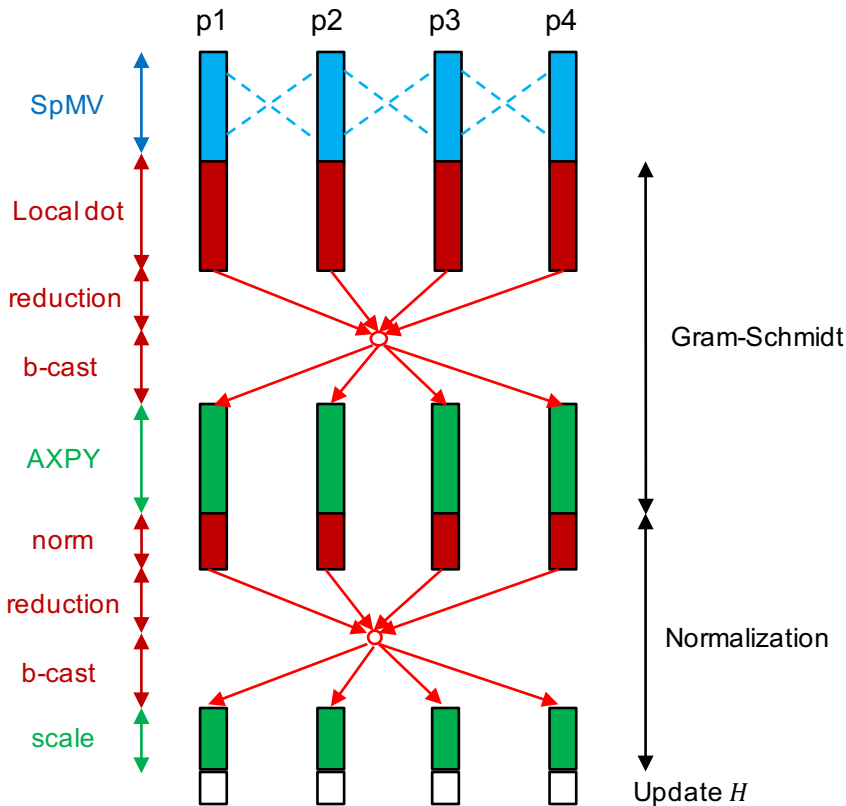 p1 p2 p3 p4
SpMV
Local dot
reduction
b-cast
Gram-Schmidt
AXPY
norm
reduction
Normalization
b-cast
scale
Update H